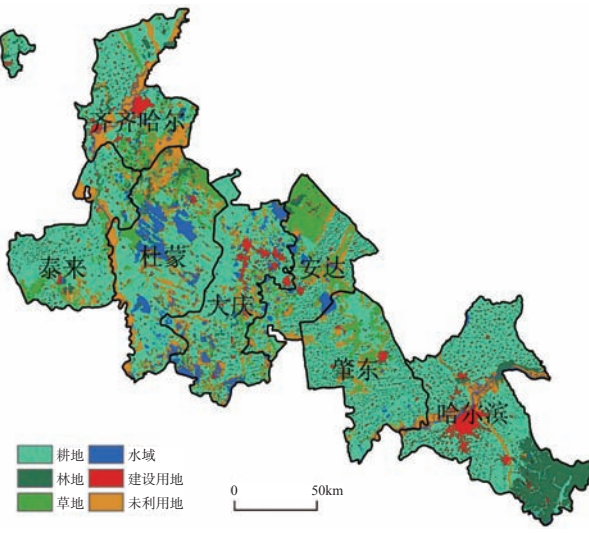 齐齐哈尔
泰来
杜蒙
安达
大庆
肇东
哈尔滨
耕地 水域
林地 建设用地
草地 未利用地
0 50km